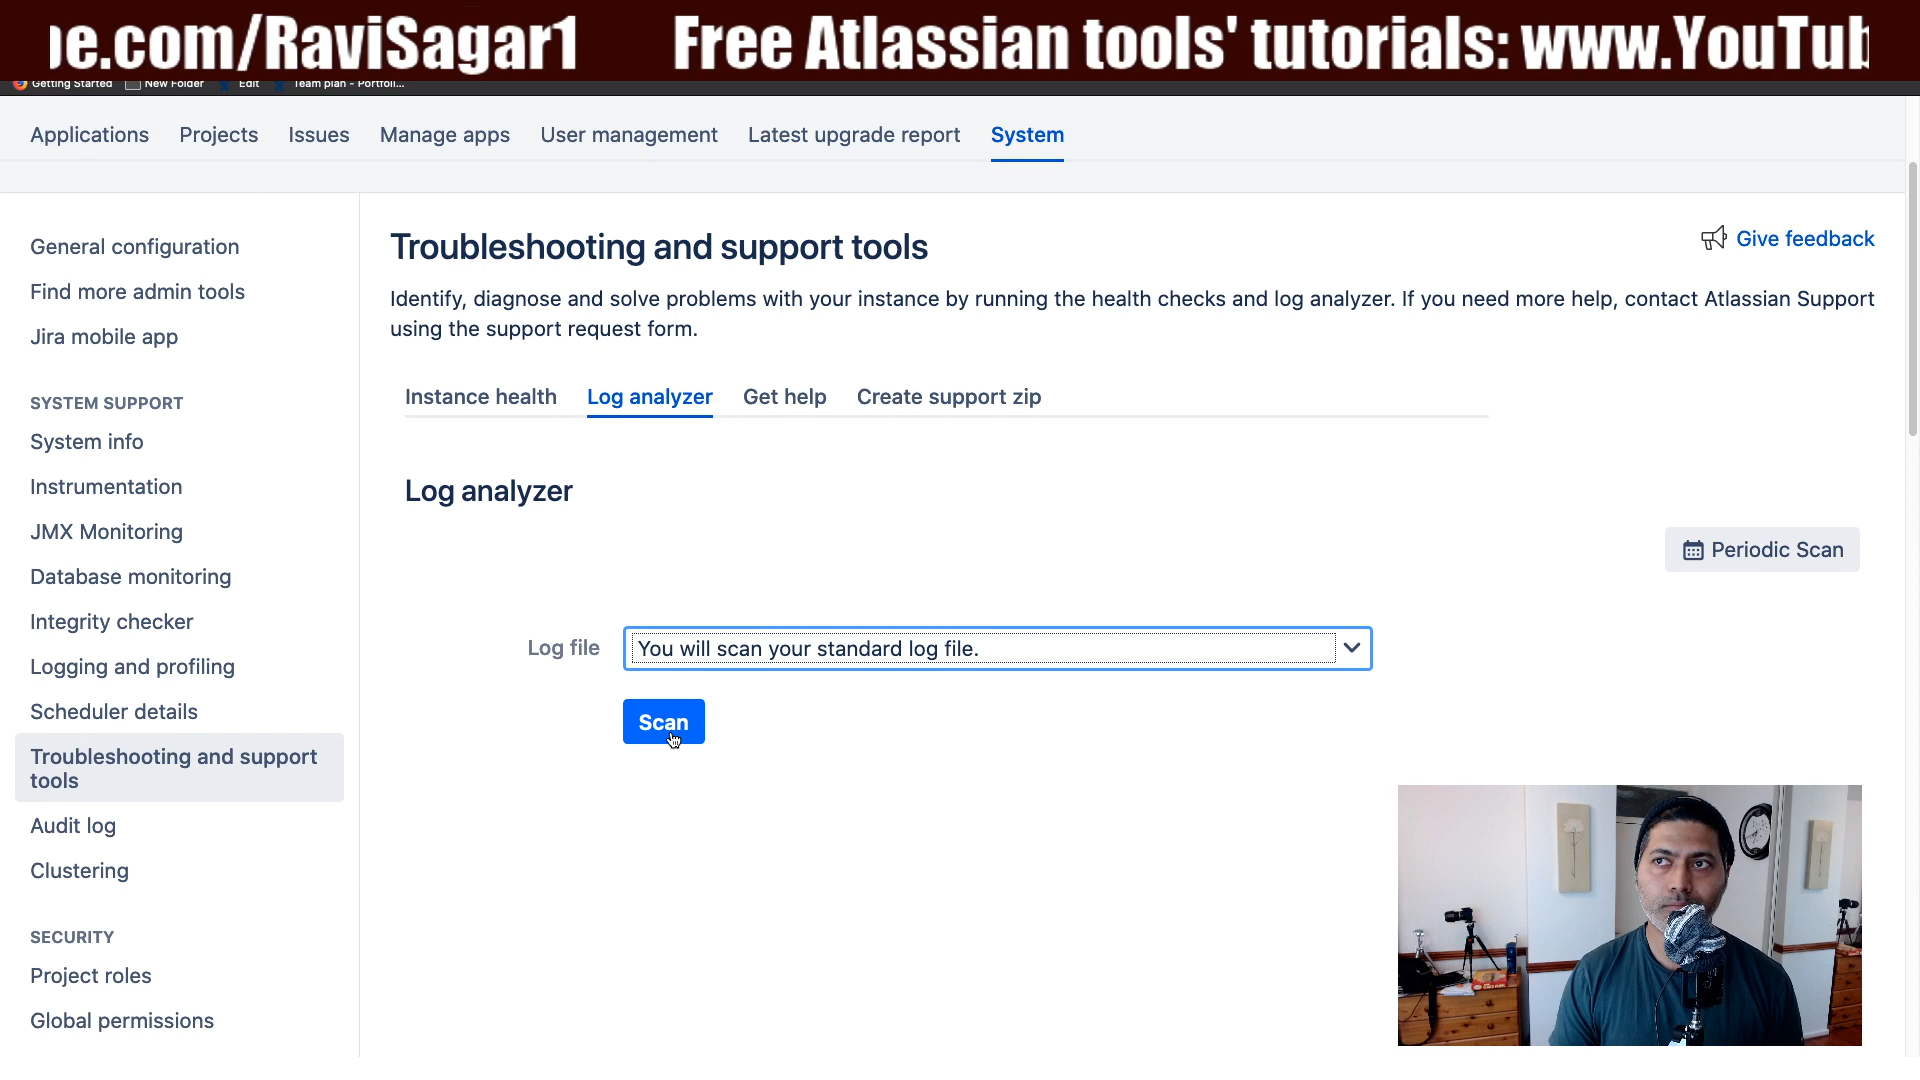 e.com/RaviSagar1 Free Atlassian tools' tutorials: www.YouTub
Getting Started New Folder Edit Team plan - Portfoli...
Applications Projects Issues Manage apps User management Latest upgrade report System
General configuration
Find more admin tools
Jira mobile app
SYSTEM SUPPORT
System info
Instrumentation
JMX Monitoring
Database monitoring
Integrity checker
Logging and profiling
Scheduler details
Troubleshooting and support
tools
Audit log
Clustering
SECURITY
Project roles
Global permissions
Troubleshooting and support tools
Give feedback
Identify, diagnose and solve problems with your instance by running the health checks and log analyzer. If you need more help, contact Atlassian Support
using the support request form.
Instance health Log analyzer Get help Create support zip
Log analyzer
Periodic Scan
Log file You will scan your standard log file.
Scan